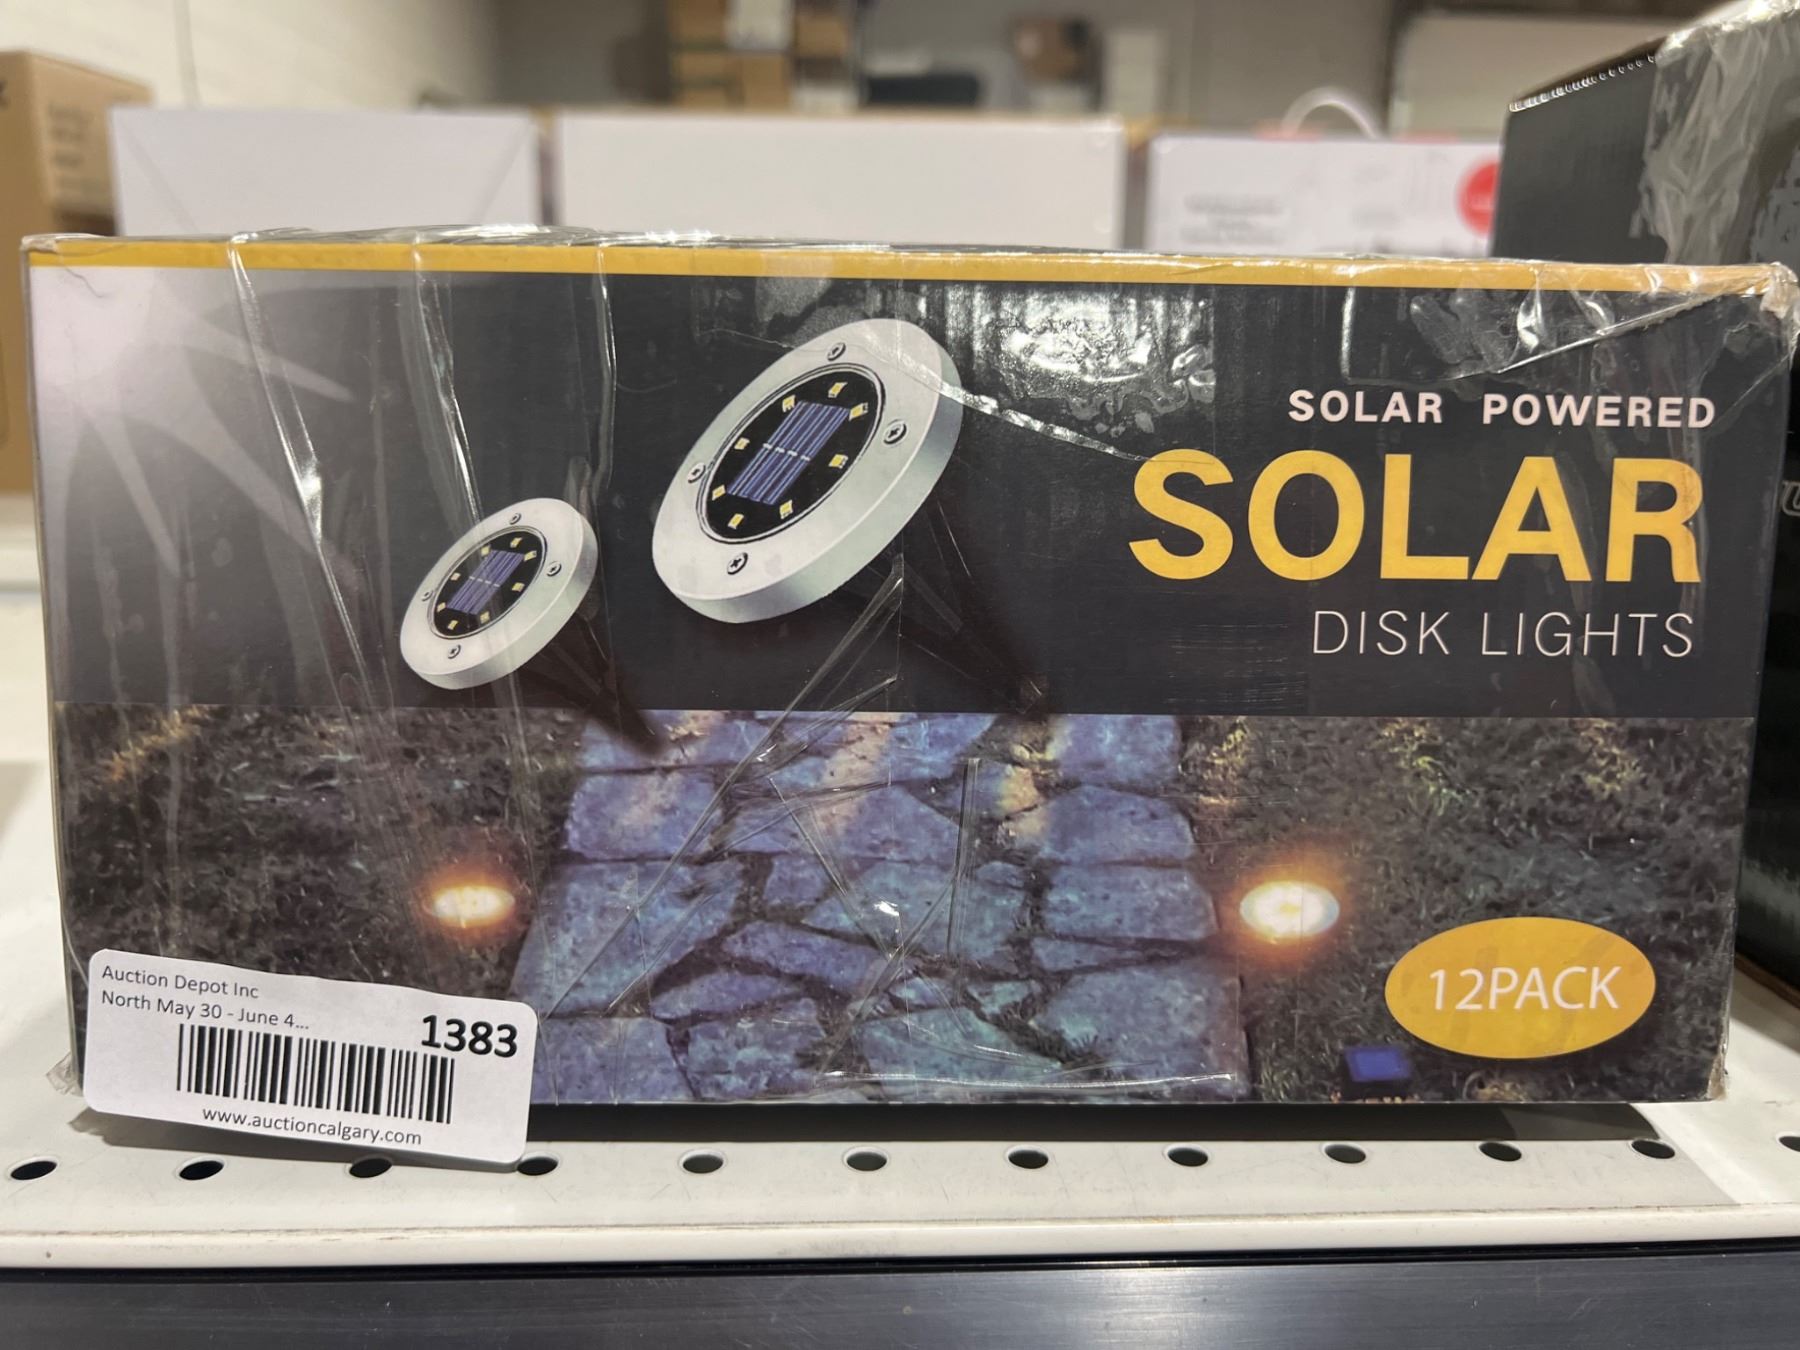 SOLAR POWERED
SOLAR
DISK LIGHTS
12PACK
Auction Depot Inc
North May 30 - June 4...
1383
www.auctioncalgary.com